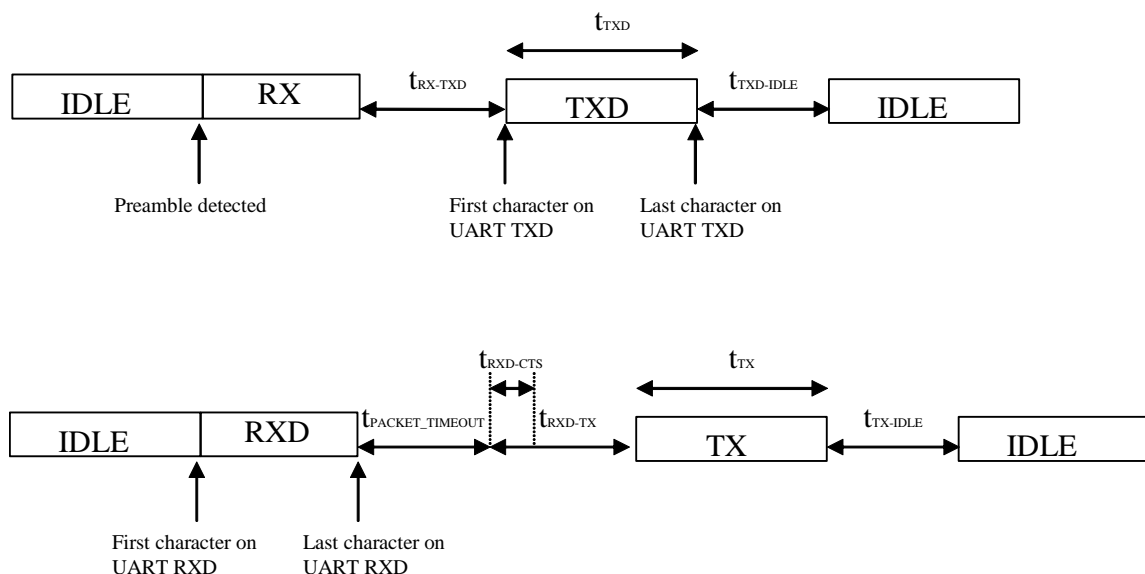 tTXD
IDLE
RX
tRX-TXD
TXD
tTXD-IDLE
IDLE
Preamble detected
First character on
UART TXD
Last character on
UART TXD
tRXD-CTS
tTX
IDLE
RXD
tPACKET_TIMEOUT
tRXD-TX
TX
tTX-IDLE
IDLE
First character on
UART RXD
Last character on
UART RXD